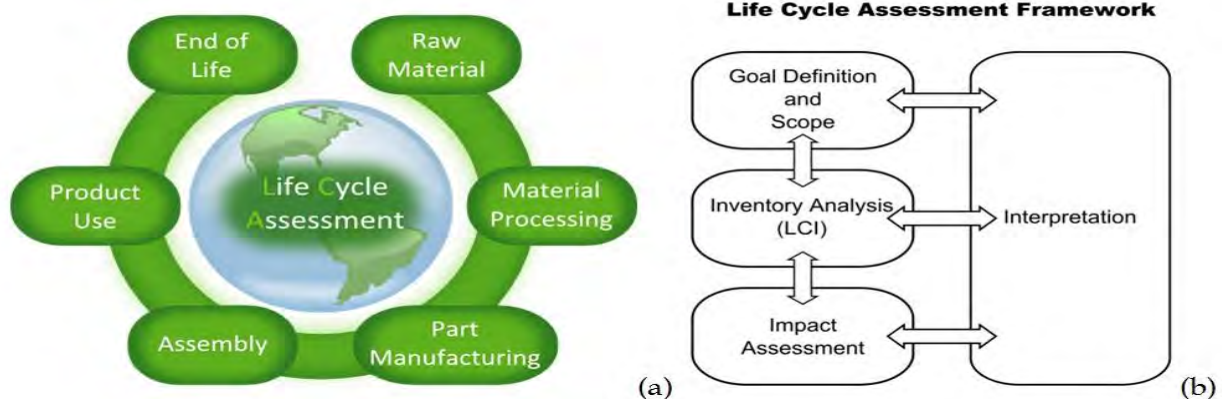 End of
Life
Raw
Material
Product
Use
Life Cycle
Assessment
Material
Processing
Assembly
Part
Manufacturing
(a)
Life Cycle Assessment Framework
Goal Definition
and
Scope
Inventory Analysis
(LCI)
Interpretation
Impact
Assessment
(b)